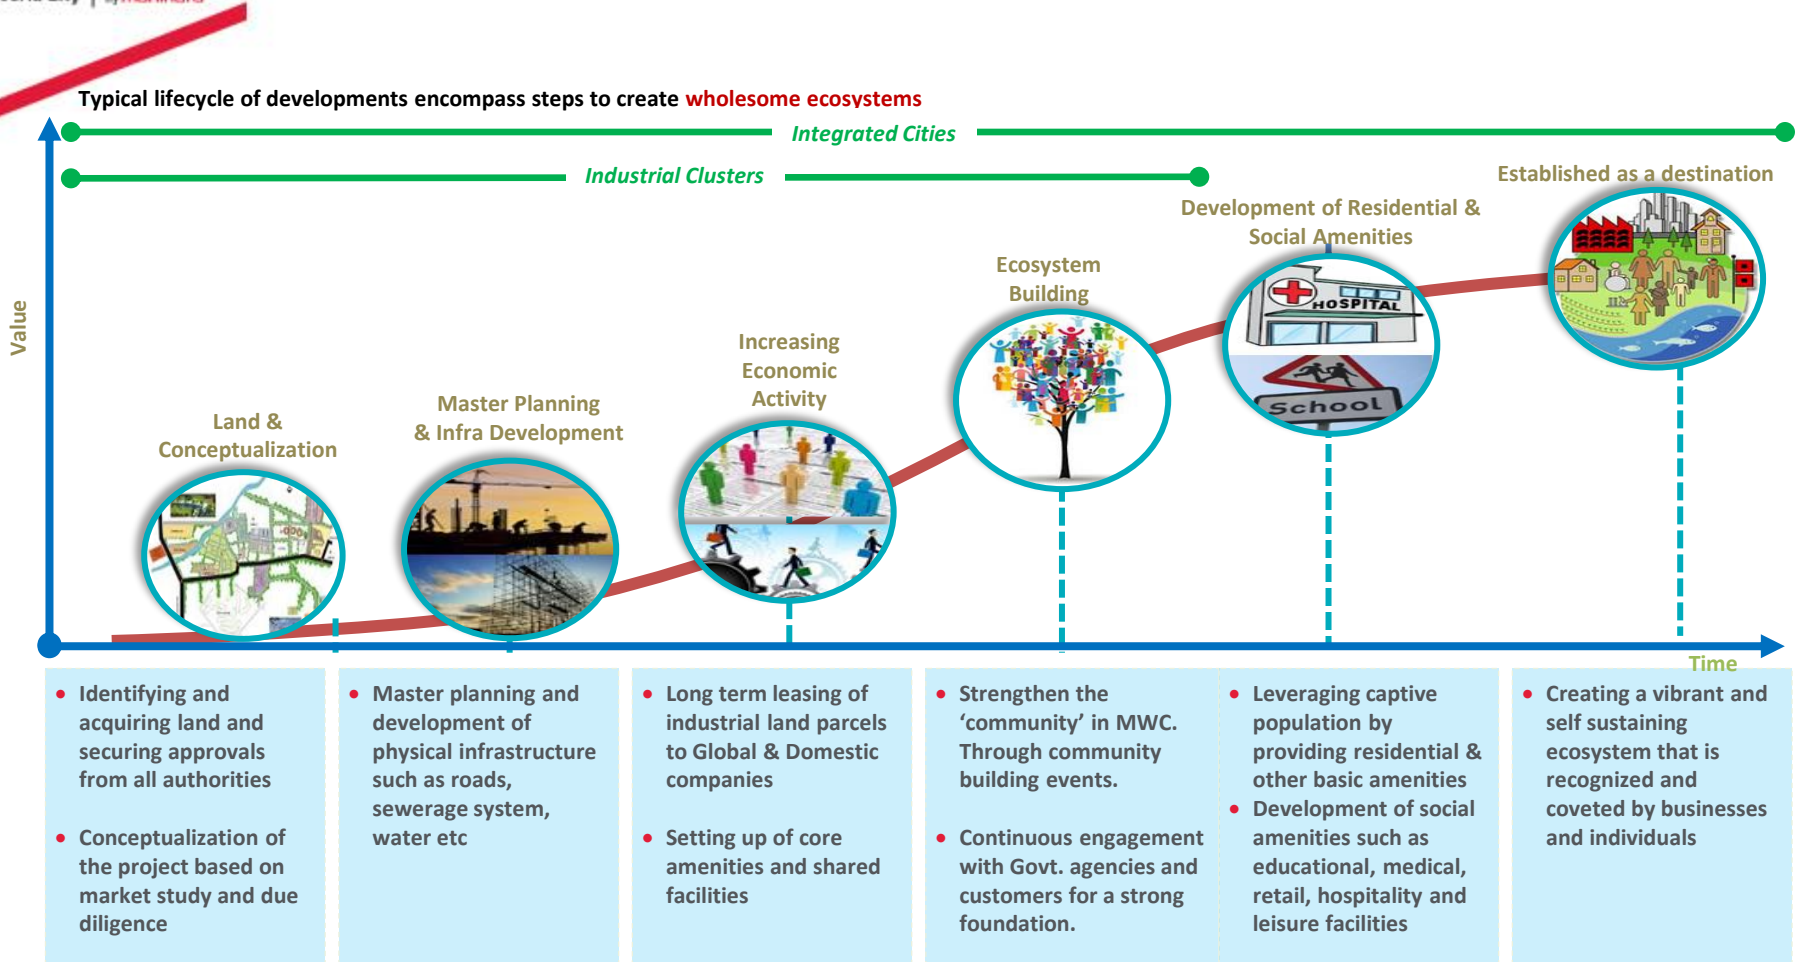 Typical lifecycle of developments encompass steps to create wholesome ecosystems
Integrated Cities
Industrial Clusters
Established as a destination
Development of Residential &
Social Amenities
Ecosystem
Building
HOSPITAL
Value
Increasing
Economic
Activity
School
Master Planning
& Infra Development
Land &
Conceptualization
Time
• Identifying and
acquiring land and
securing approvals
from all authorities
• Conceptualization of
the project based on
market study and due
diligence
• Master planning and
development of
physical infrastructure
such as roads,
sewerage system,
water etc
• Long term leasing of
industrial land parcels
to Global & Domestic
companies
• Setting up of core
amenities and shared
facilities
• Strengthen the
‘community’ in MWC.
Through community
building events.
• Continuous engagement
with Govt. agencies and
customers for a strong
foundation.
• Leveraging captive
population by
providing residential &
other basic amenities
• Development of social
amenities such as
educational, medical,
retail, hospitality and
leisure facilities
• Creating a vibrant and
self sustaining
ecosystem that is
recognized and
coveted by businesses
and individuals